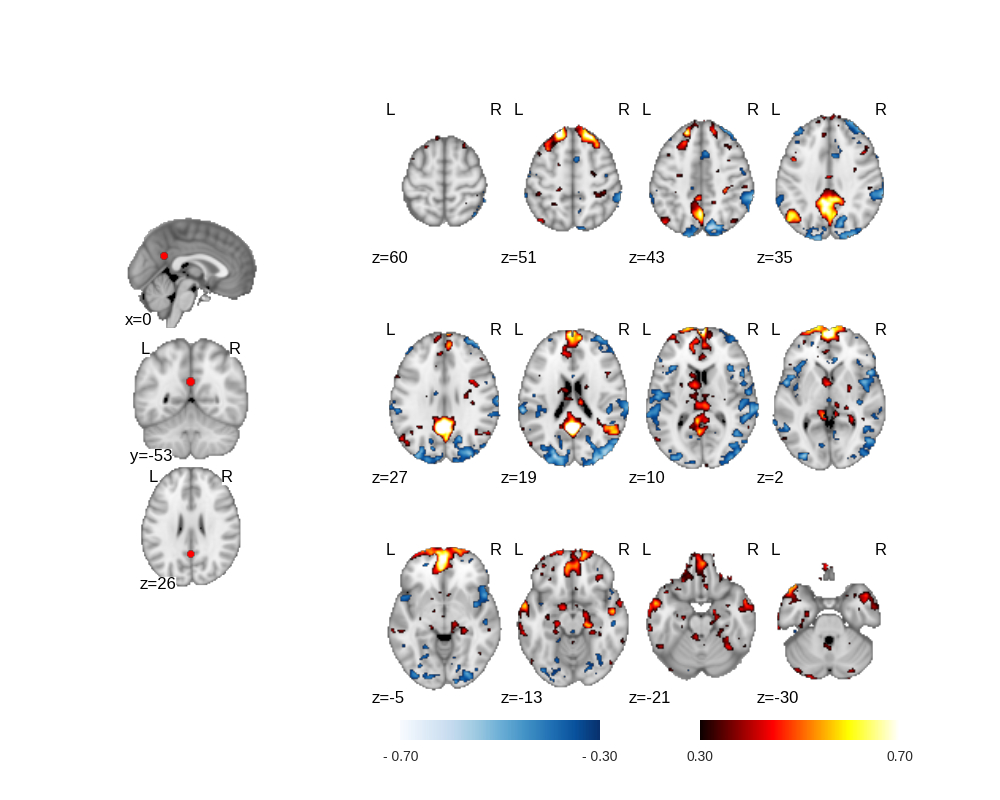 L R L R L R L R
z=60 z=51 z=43 z=35
x=0
L R L R L R L R
L R
y=-53
L R
z=27 z=19 z=10 z=2
z=26
L R L R L R L R
z=-5 z=-13 z=-21 z=-30
- 0.70 - 0.30 0.30 0.70